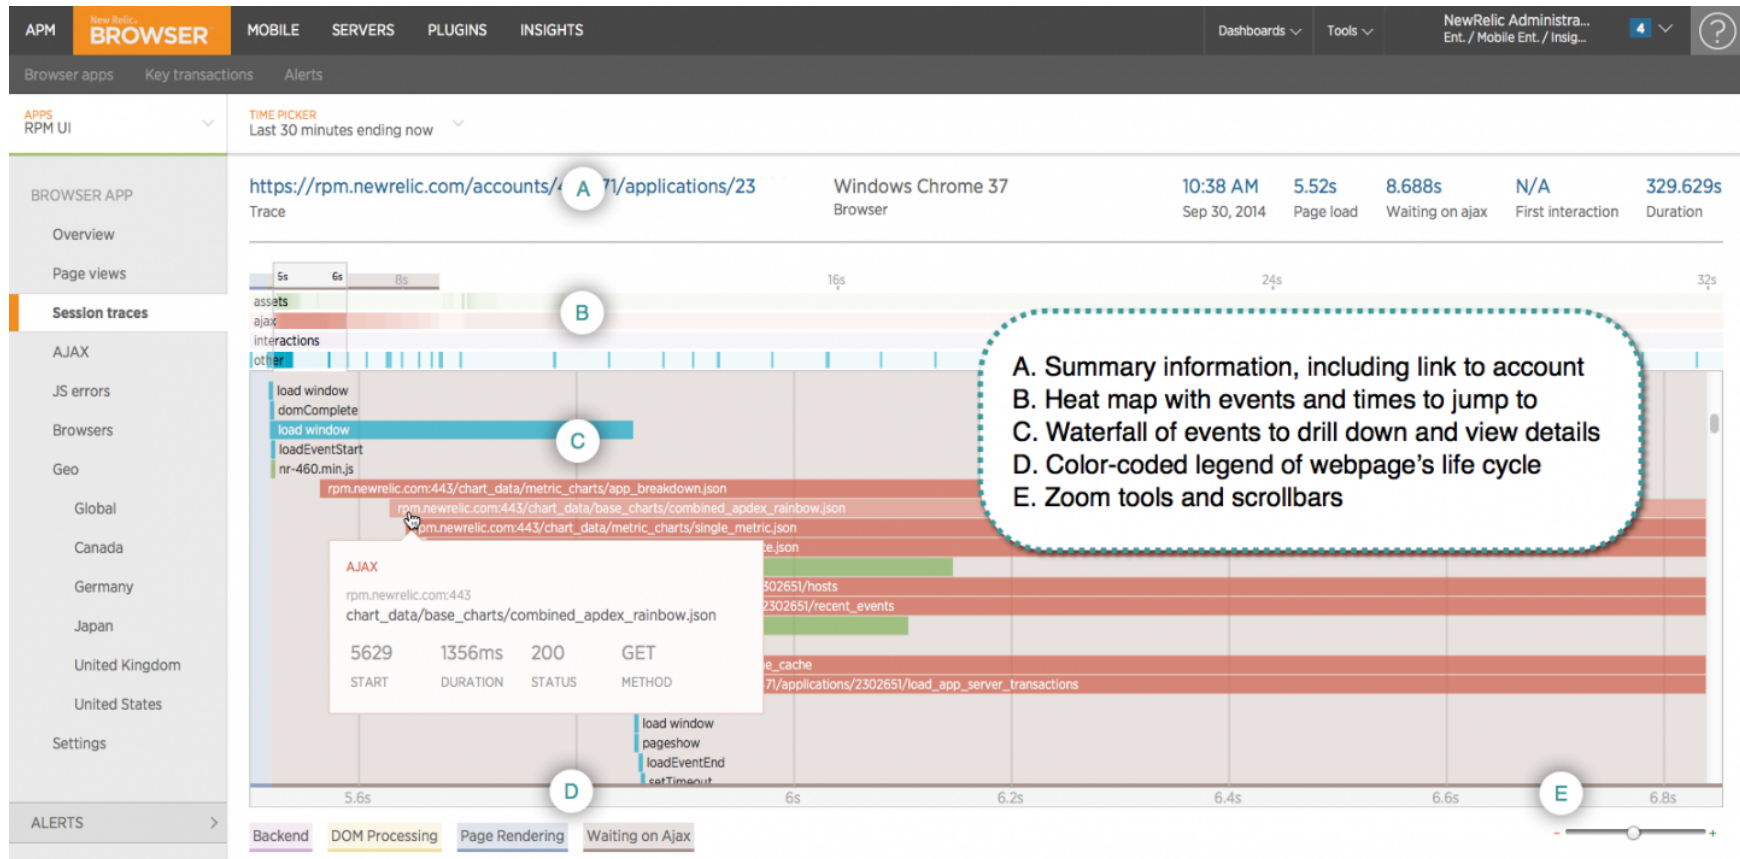 APM
New Relic.
BROWSER
MOBILE
SERVERS
PLUGINS
INSIGHTS
Dashboards
Tools
NewRelic Administra...
Ent. / Mobile Ent. / Insig...
4
?
Browser apps
Key transactions
Alerts
APPS
RPM UI
TIME PICKER
Last 30 minutes ending now
BROWSER APP
Overview
Page views
Session traces
AJAX
JS errors
Browsers
Geo
Global
Canada
Germany
Japan
United Kingdom
United States
Settings
ALERTS
https://rpm.newrelic.com/accounts/ A 71/applications/23
Trace
Windows Chrome 37
Browser
10:38 AM
Sep 30, 2014
5.52s
Page load
8.688s
Waiting on ajax
N/A
First interaction
329.629s
Duration
5s
6s
8s
16s
24s
32s
assets
ajax
interactions
other
B
A. Summary information, including link to account
B. Heat map with events and times to jump to
C. Waterfall of events to drill down and view details
D. Color-coded legend of webpage's life cycle
E. Zoom tools and scrollbars
load window
domComplete
load window
C
loadEventStart
nr-460.min.js
rpm.newrelic.com:443/chart_data/metric_charts/app_breakdown.json
rpm.newrelic.com:443/chart_data/base_charts/combined_apdex_rainbow.json
pm.newrelic.com:443/chart_data/metric_charts/single_metric.json
te.json
302651/hosts
2302651/recent_events
e_cache
71/applications/2302651/load_app_server_transactions
AJAX
rpm.newrelic.com:443
chart_data/base_charts/combined_apdex_rainbow.json
5629
START
1356ms
DURATION
200
STATUS
GET
METHOD
load window
pageshow
loadEventEnd
setTimeout
D
E
5.6s
6s
6.2s
6.4s
6.6s
6.8s
Backend
DOM Processing
Page Rendering
Waiting on Ajax
-
+